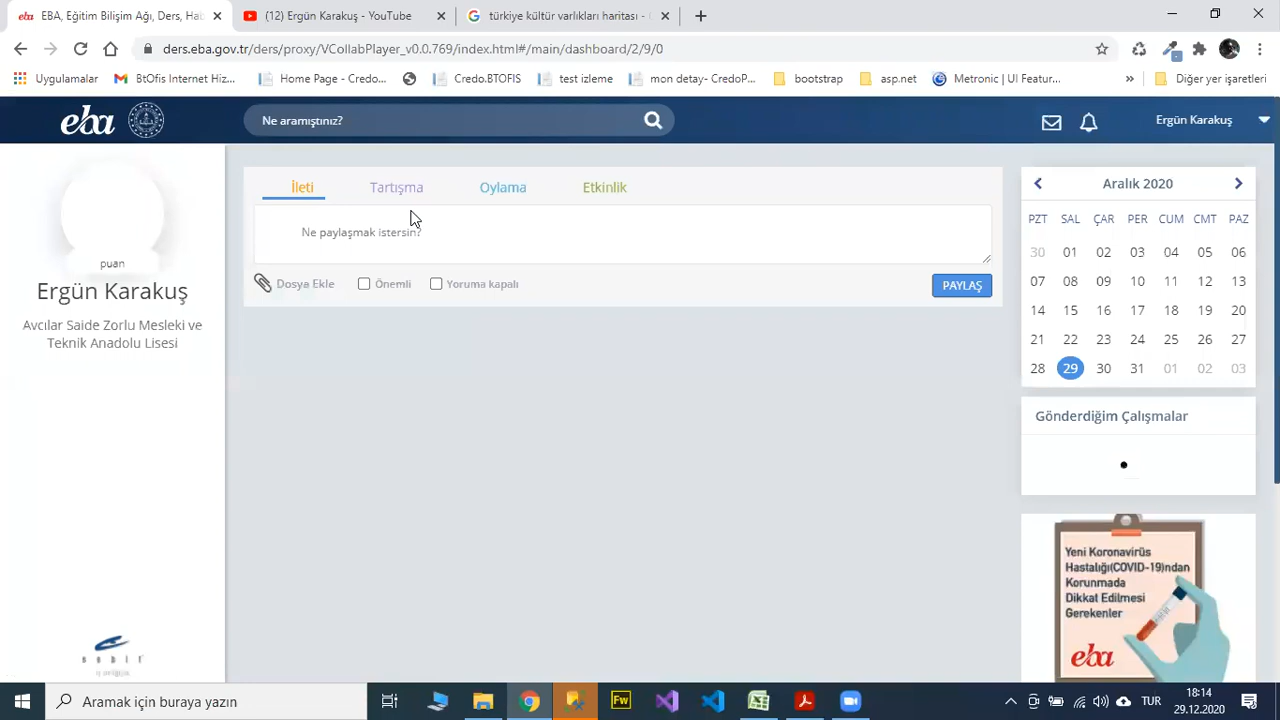 EBA, Eğitim Bilişim Ağı, Ders, Hab
(12) Ergün Karakuş - YouTube
türkiye kültür varlıkları haritası -
ders.eba.gov.tr/ders/proxy/VCollabPlayer_v0.0.769/index.html#/main/dashboard/2/9/0
Uygulamalar
BtOfis Internet Hiz...
Home Page - Credo...
Credo.BTOFIS
test izleme
mon detay- CredoP...
bootstrap
asp.net
Metronic | UI Featur...
»
Diğer yer işaretleri
eba
Ne aramıştınız?
Ergün Karakuş
puan
Ergün Karakuş
Avcılar Saide Zorlu Mesleki ve
Teknik Anadolu Lisesi
sebit
İleti Tartışma Oylama Etkinlik
Ne paylaşmak istersin?
Dosya Ekle Önemli Yoruma kapalı PAYLAŞ
Aralık 2020
PZT SAL ÇAR PER CUM CMT PAZ
30 01 02 03 04 05 06
07 08 09 10 11 12 13
14 15 16 17 18 19 20
21 22 23 24 25 26 27
28 29 30 31 01 02 03
Gönderdiğim Çalışmalar
Yeni Koronavirüs
Hastalığı(COVID-19)ndan
Korunmada
Dikkat Edilmesi
Gerekenler
eba
Aramak için buraya yazın
Fw
TUR
18:14
29.12.2020